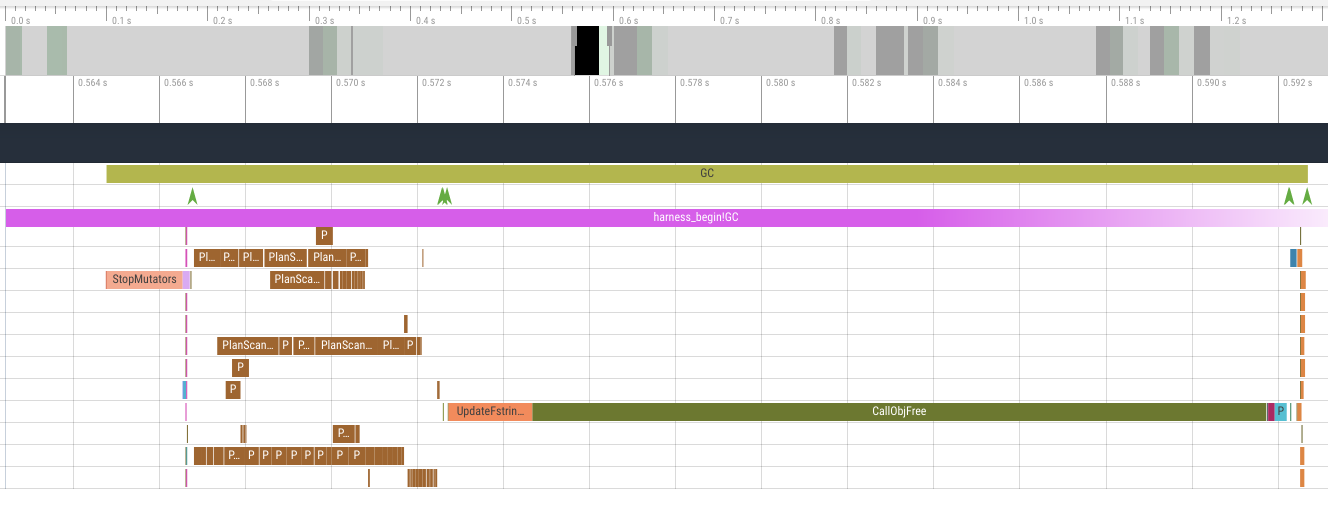 0.0 s 0.1 s 0.2 s 0.3 s 0.4 s 0.5 s 0.6 s 0.7 s 0.8 s 0.9 s 1.0 s 1.1 s 1.2 s
0.564 s 0.566 s 0.568 s 0.570 s 0.572 s 0.574 s 0.576 s 0.578 s 0.580 s 0.582 s 0.584 s 0.586 s 0.588 s 0.590 s 0.592 s
GC
harness_begin!GC
P
Pl... P... Pl... PlanS... Plan... P...
StopMutators PlanSca...
PlanScan... P P... PlanScan... Pl... P
P
P
UpdateFstrin... CallObjFree P
P...
P... P P P P P P P